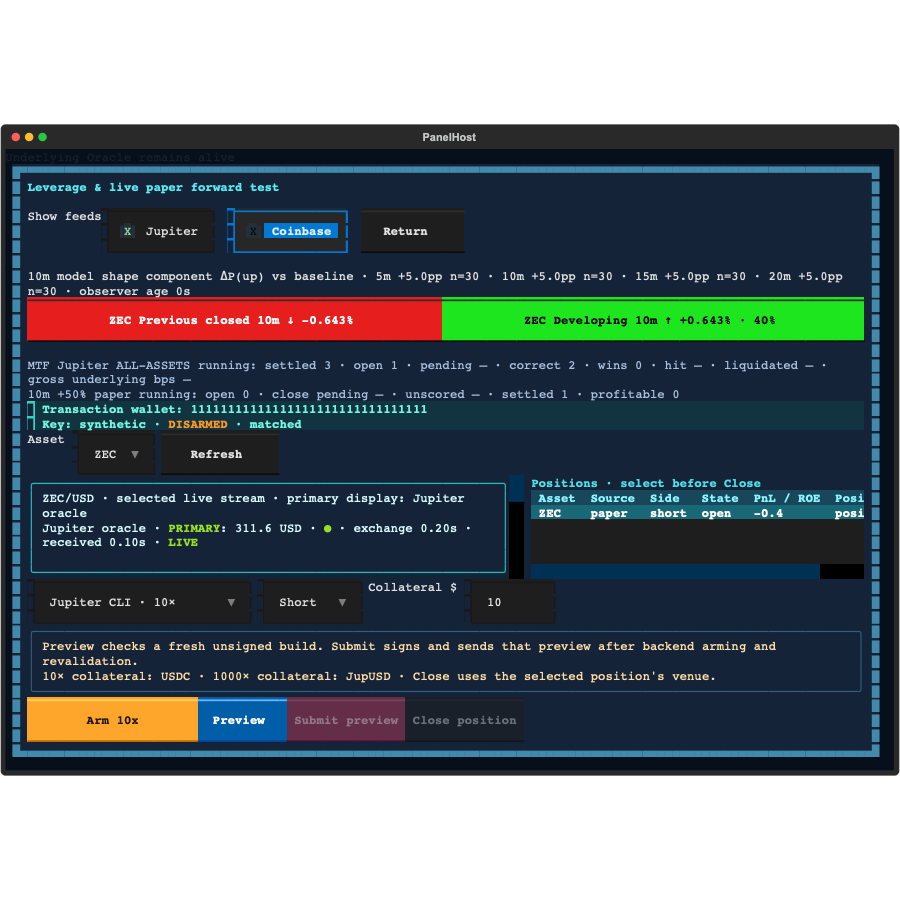 PanelHost
Underlying Oracle remains alive
Leverage & live paper forward test
Show feeds
X Jupiter
X Coinbase
Return
10m model shape component ΔP(up) vs baseline · 5m +5.0pp n=30 · 10m +5.0pp n=30 · 15m +5.0pp n=30 · 20m +5.0pp
n=30 · observer age 0s
ZEC Previous closed 10m ↓ -0.643%
ZEC Developing 10m ↑ +0.643% · 40%
MTF Jupiter ALL-ASSETS running: settled 3 · open 1 · pending — · correct 2 · wins 0 · hit — · liquidated — ·
gross underlying bps —
10m +50% paper running: open 0 · close pending — · unscored — · settled 1 · profitable 0
Transaction wallet: 11111111111111111111111111111111
Key: synthetic · DISARMED · matched
Asset
ZEC ▼
Refresh
ZEC/USD · selected live stream · primary display: Jupiter
oracle
Jupiter oracle · PRIMARY: 311.6 USD · ● · exchange 0.20s ·
received 0.10s · LIVE
Positions · select before Close
Asset Source Side State PnL / ROE Posi
ZEC paper short open -0.4 posi
Jupiter CLI · 10× ▼
Short ▼
Collateral $
10
Preview checks a fresh unsigned build. Submit signs and sends that preview after backend arming and
revalidation.
10× collateral: USDC · 1000× collateral: JupUSD · Close uses the selected position's venue.
Arm 10x
Preview
Submit preview
Close position